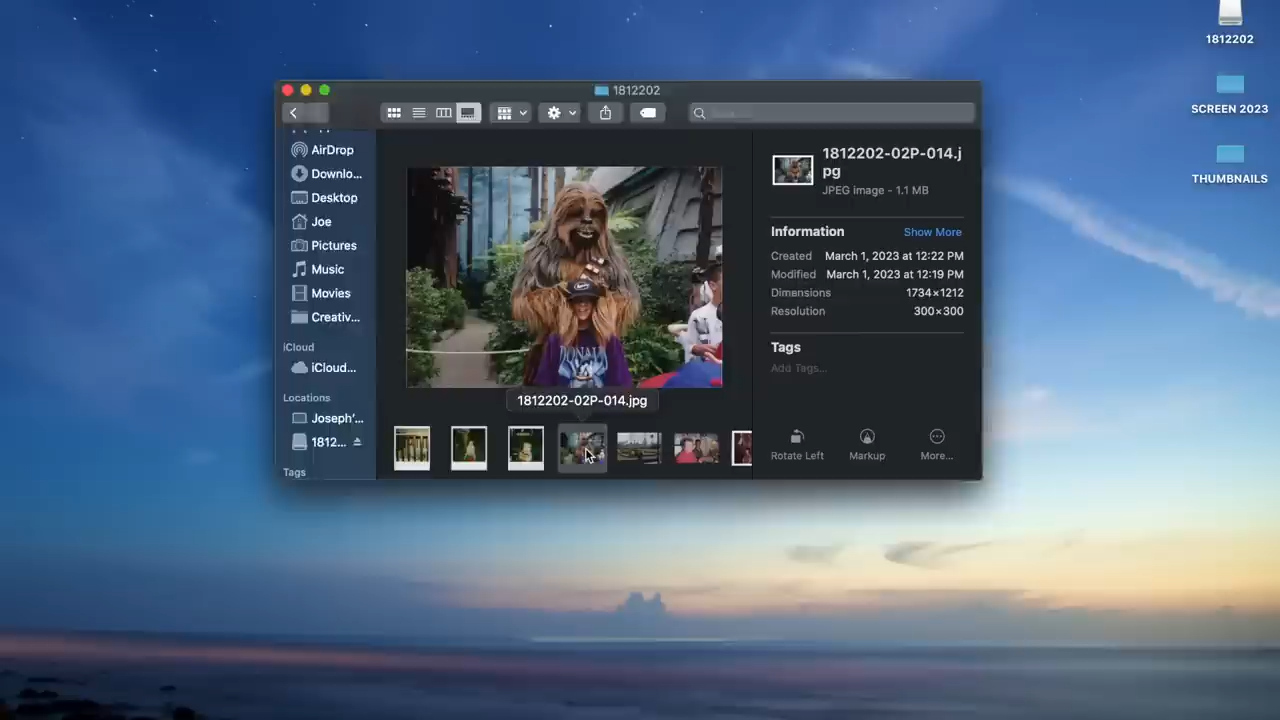 1812202
SCREEN 2023
THUMBNAILS
1812202
AirDrop
Downlo...
Desktop
Joe
Pictures
Music
Movies
Creativ...
iCloud
iCloud...
Locations
Joseph'...
1812...
Tags
DONALD
1812202-02P-014.jpg
1812202-02P-014.j
pg
JPEG image - 1.1 MB
Information Show More
Created March 1, 2023 at 12:22 PM
Modified March 1, 2023 at 12:19 PM
Dimensions 1734×1212
Resolution 300×300
Tags
Add Tags...
Rotate Left
Markup
More...